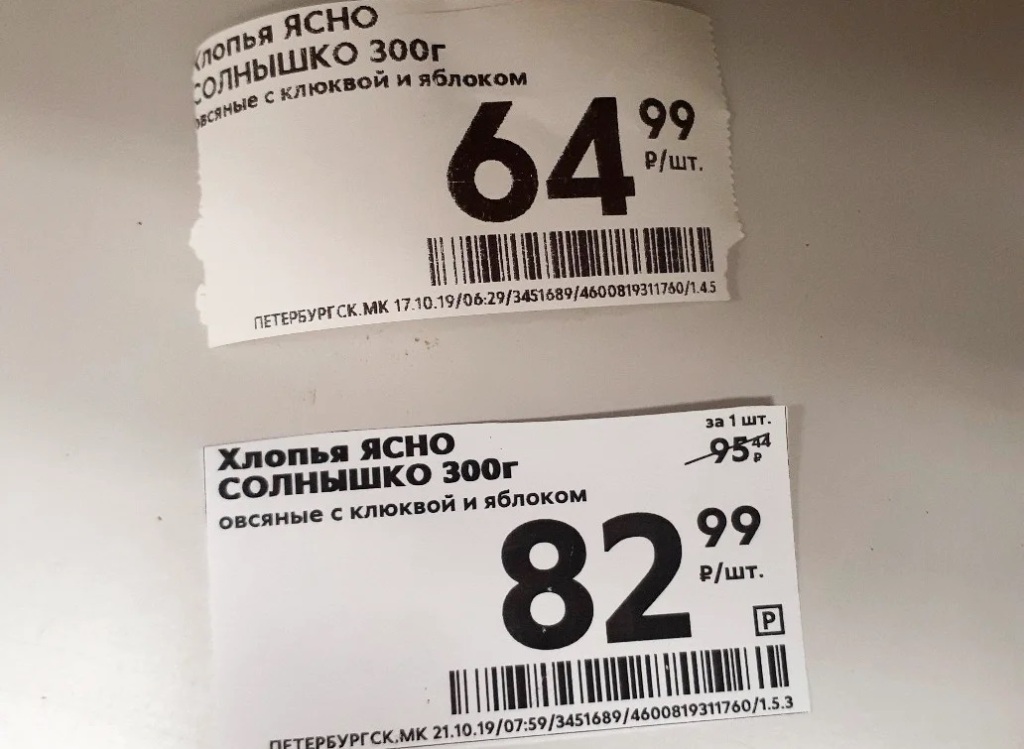 Хлопья ЯСНО
СОЛНЫШКО 300г
овсяные с клюквой и яблоком
64 99
₽/шт.
ПЕТЕРБУРГСК.МК 17.10.19/06:29/3451689/4600819311760/1.4.5
за 1 шт.
95 44
₽
Хлопья ЯСНО
СОЛНЫШКО 300г
овсяные с клюквой и яблоком
82 99
₽/шт.
P
ПЕТЕРБУРГСК.МК 21.10.19/07:59/3451689/4600819311760/1.5.3